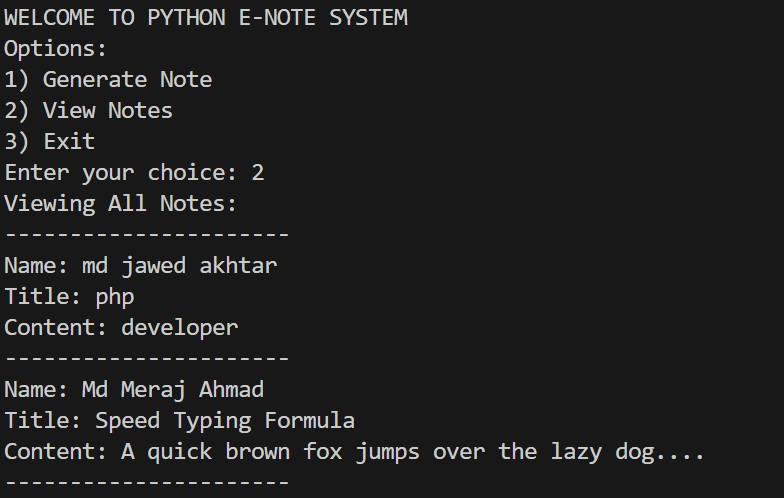 WELCOME TO PYTHON E-NOTE SYSTEM
Options:
1) Generate Note
2) View Notes
3) Exit
Enter your choice: 2
Viewing All Notes:
----------------------
Name: md jawed akhtar
Title: php
Content: developer
----------------------
Name: Md Meraj Ahmad
Title: Speed Typing Formula
Content: A quick brown fox jumps over the lazy dog....
----------------------